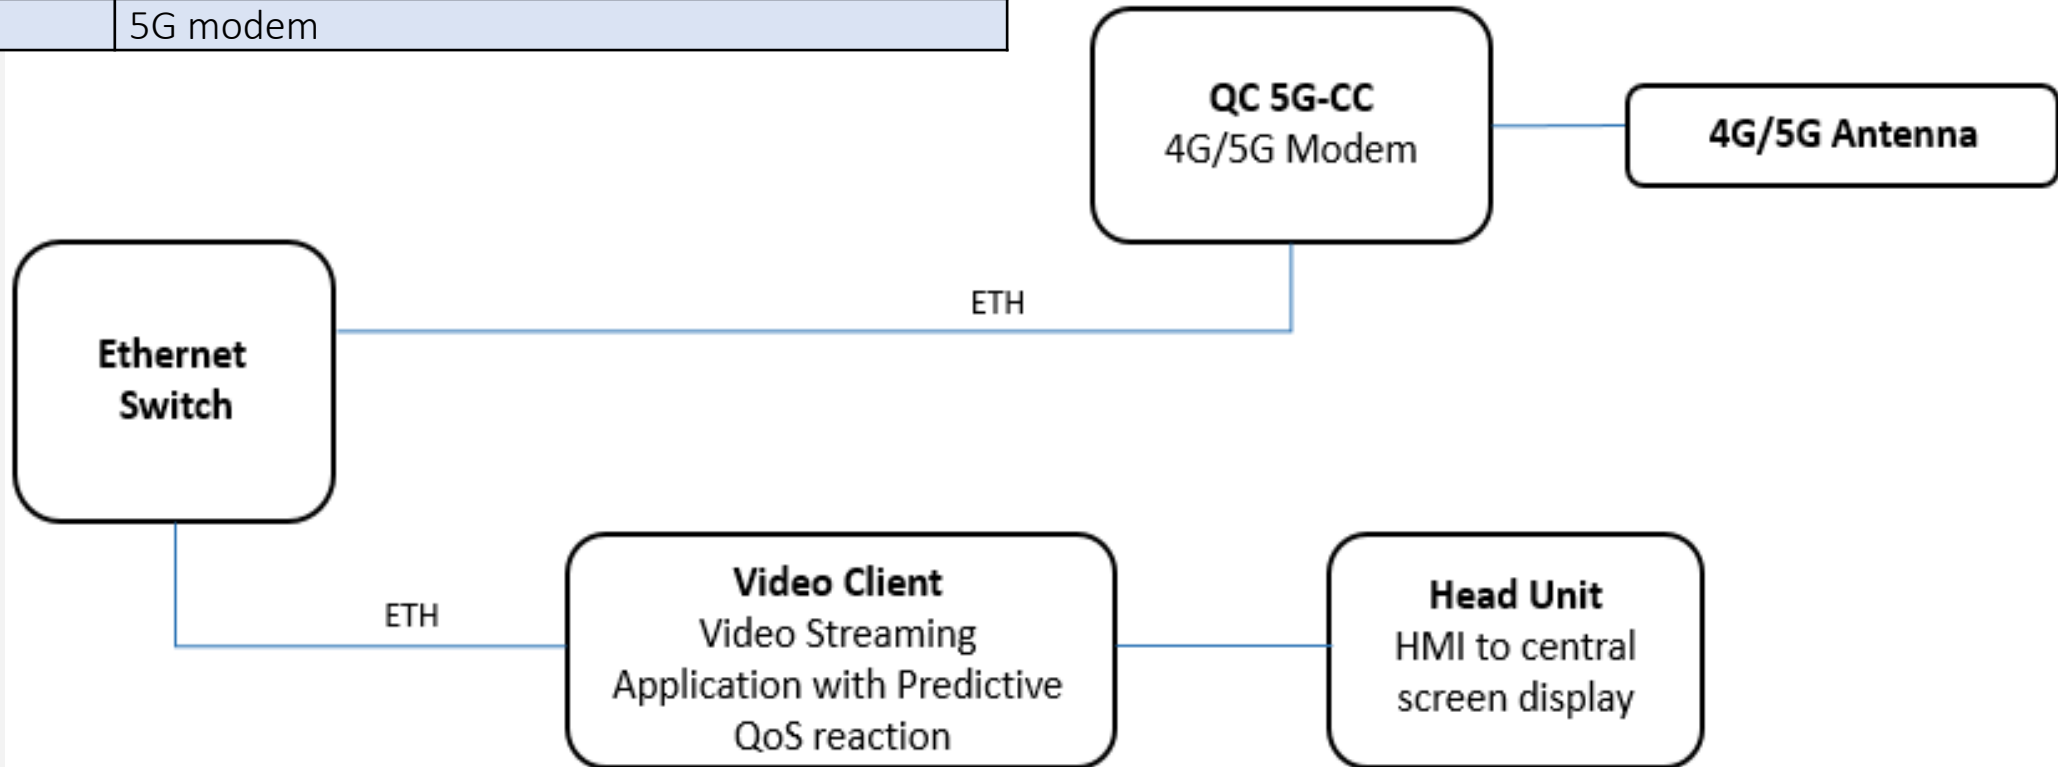 5G modem
QC 5G-CC
4G/5G Modem
4G/5G Antenna
ETH
Ethernet
Switch
ETH
Video Client
Video Streaming
Application with Predictive
QoS reaction
Head Unit
HMI to central
screen display